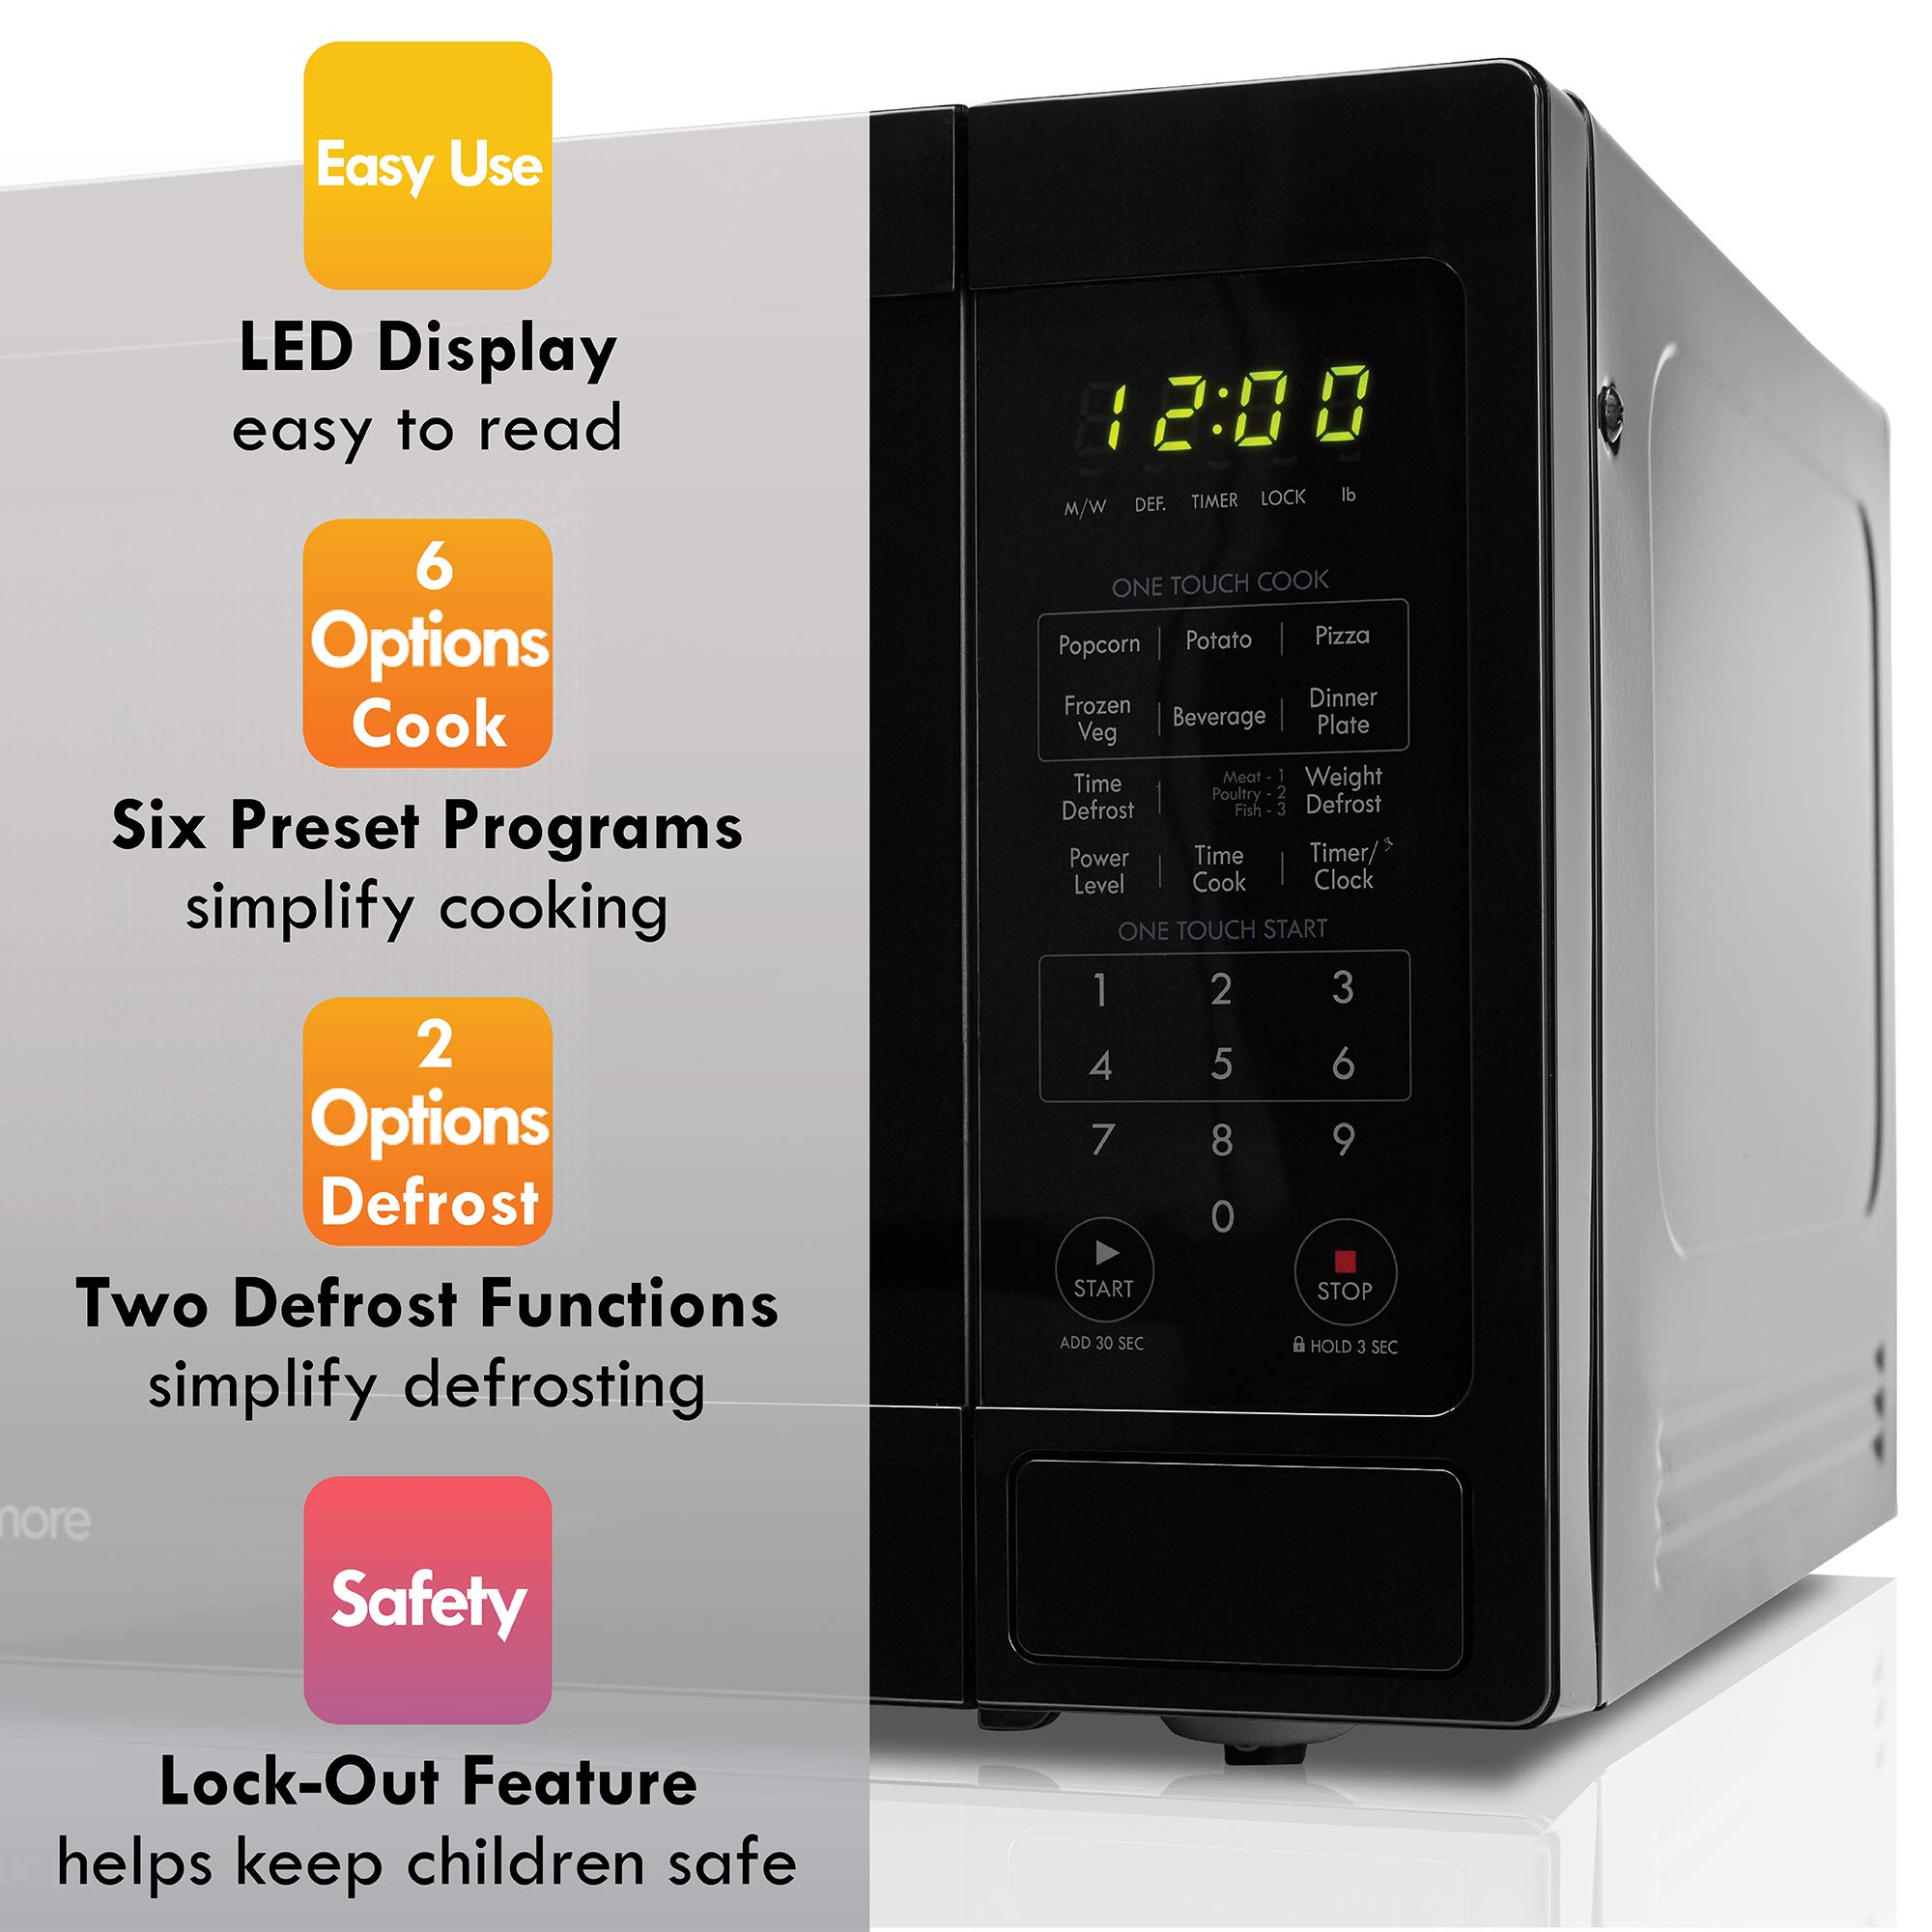 Easy Use
LED Display
easy to read
6
Options
Cook
Six Preset Programs
simplify cooking
2
Options
Defrost
Two Defrost Functions
simplify defrosting
more
Safety
Lock-Out Feature
helps keep children safe
12:00
M/W DEF. TIMER LOCK lb
ONE TOUCH COOK
Popcorn | Potato | Pizza
Frozen
Veg
Beverage
Dinner
Plate
Time
Defrost
Meat - 1
Poultry - 2
Fish - 3
Weight
Defrost
Power
Level
Time
Cook
Timer/
Clock
ONE TOUCH START
1 2 3
4 5 6
7 8 9
0
START
ADD 30 SEC
STOP
HOLD 3 SEC